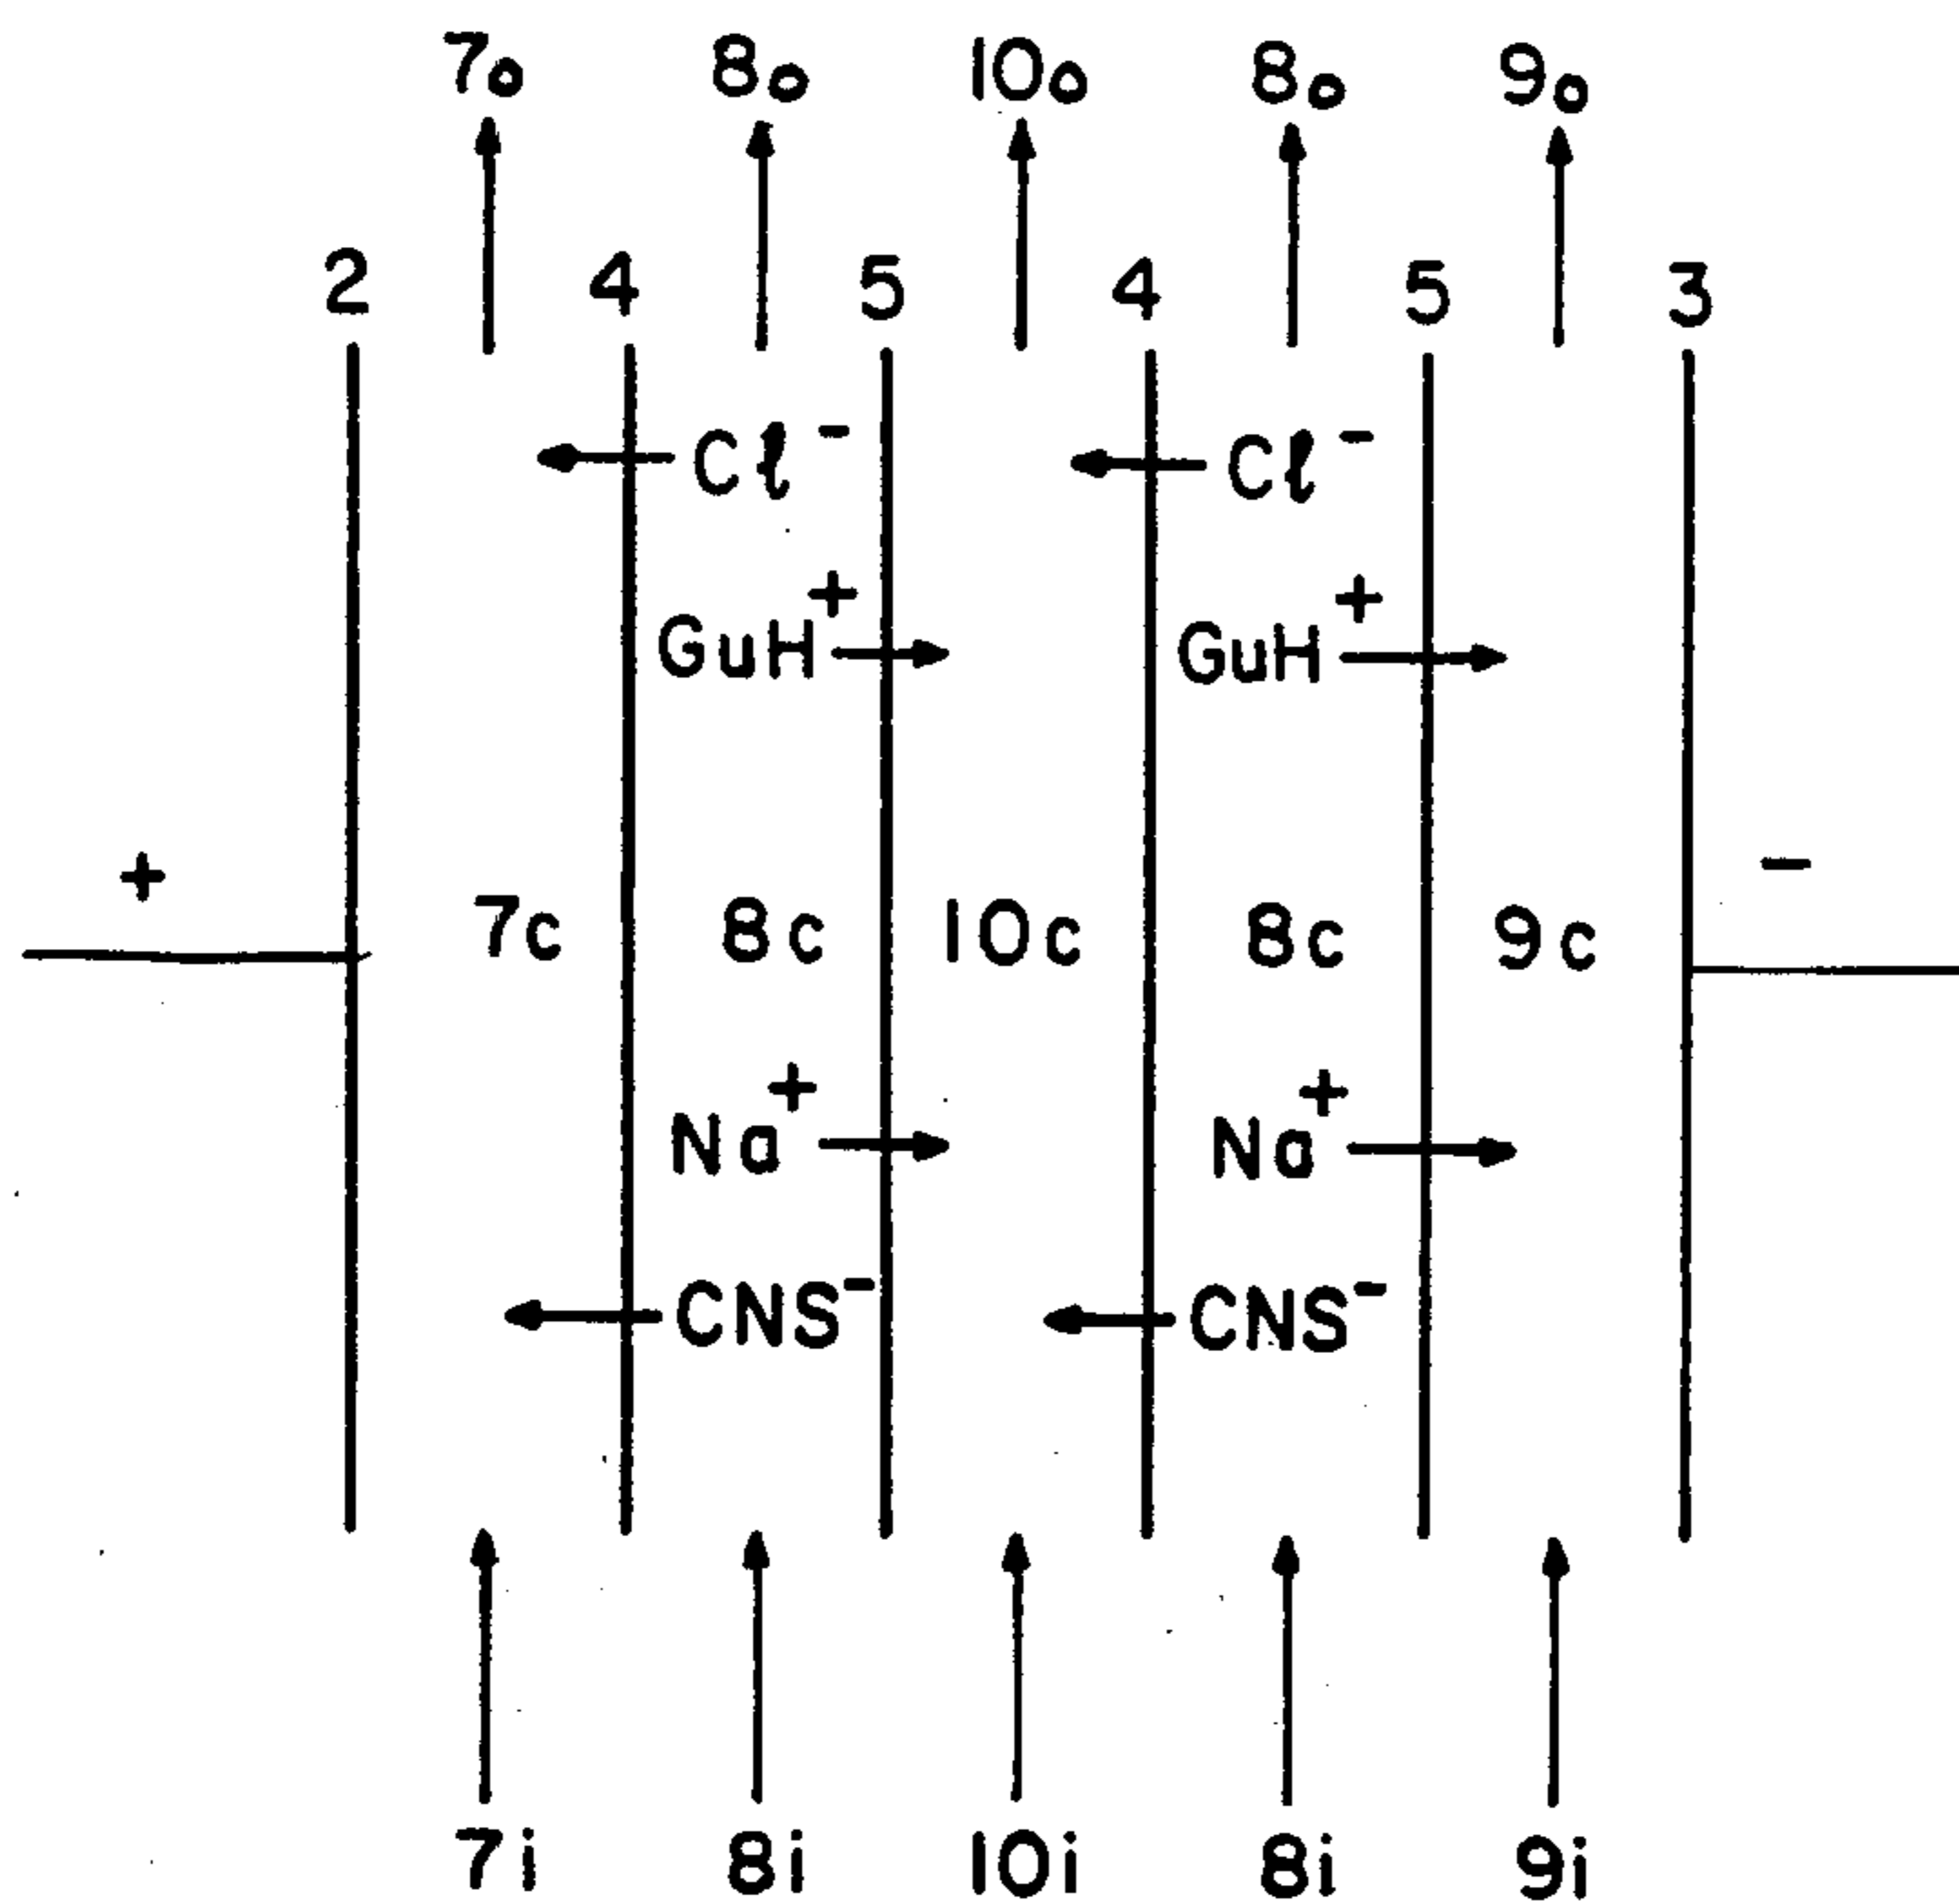 7o 8o 10o 8o 9o
2 4 5 4 5 3
Cl⁻ Cl⁻
GuH⁺ GuH⁺
+ −
7c 8c 10c 8c 9c
Na⁺ Na⁺
CNS⁻ CNS⁻
7i 8i 10i 8i 9i